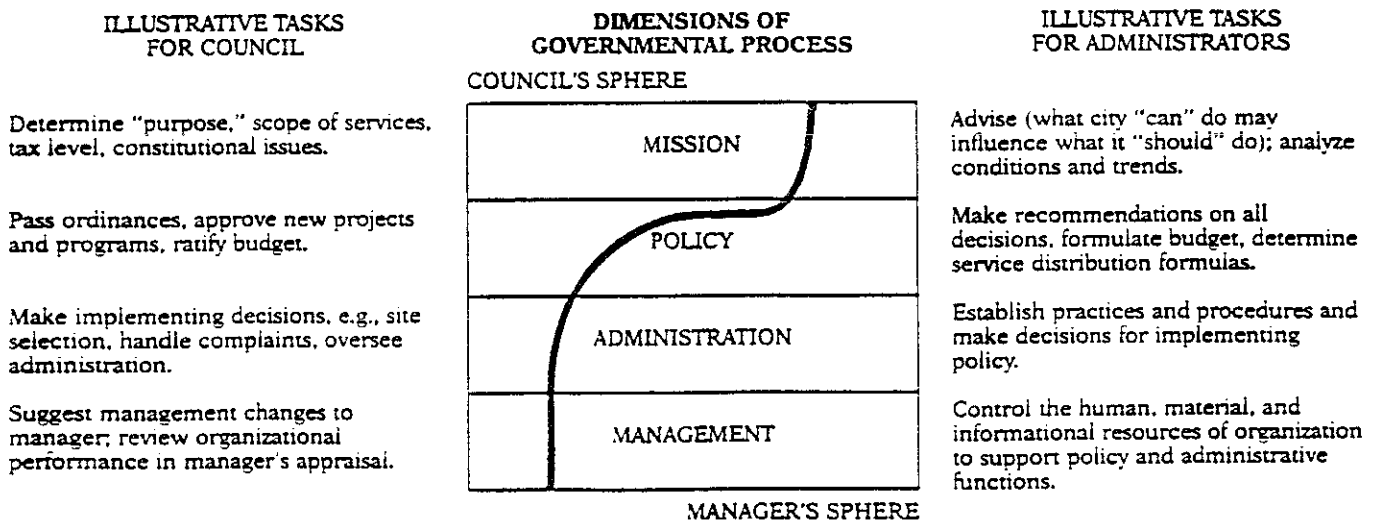 ILLUSTRATIVE TASKS
FOR COUNCIL
DIMENSIONS OF
GOVERNMENTAL PROCESS
ILLUSTRATIVE TASKS
FOR ADMINISTRATORS
COUNCIL'S SPHERE
Determine "purpose," scope of services,
tax level, constitutional issues.
MISSION
Advise (what city "can" do may
influence what it "should" do); analyze
conditions and trends.
Pass ordinances, approve new projects
and programs, ratify budget.
POLICY
Make recommendations on all
decisions, formulate budget, determine
service distribution formulas.
Make implementing decisions, e.g., site
selection, handle complaints, oversee
administration.
ADMINISTRATION
Establish practices and procedures and
make decisions for implementing
policy.
Suggest management changes to
manager; review organizational
performance in manager's appraisal.
MANAGEMENT
Control the human, material, and
informational resources of organization
to support policy and administrative
functions.
MANAGER'S SPHERE